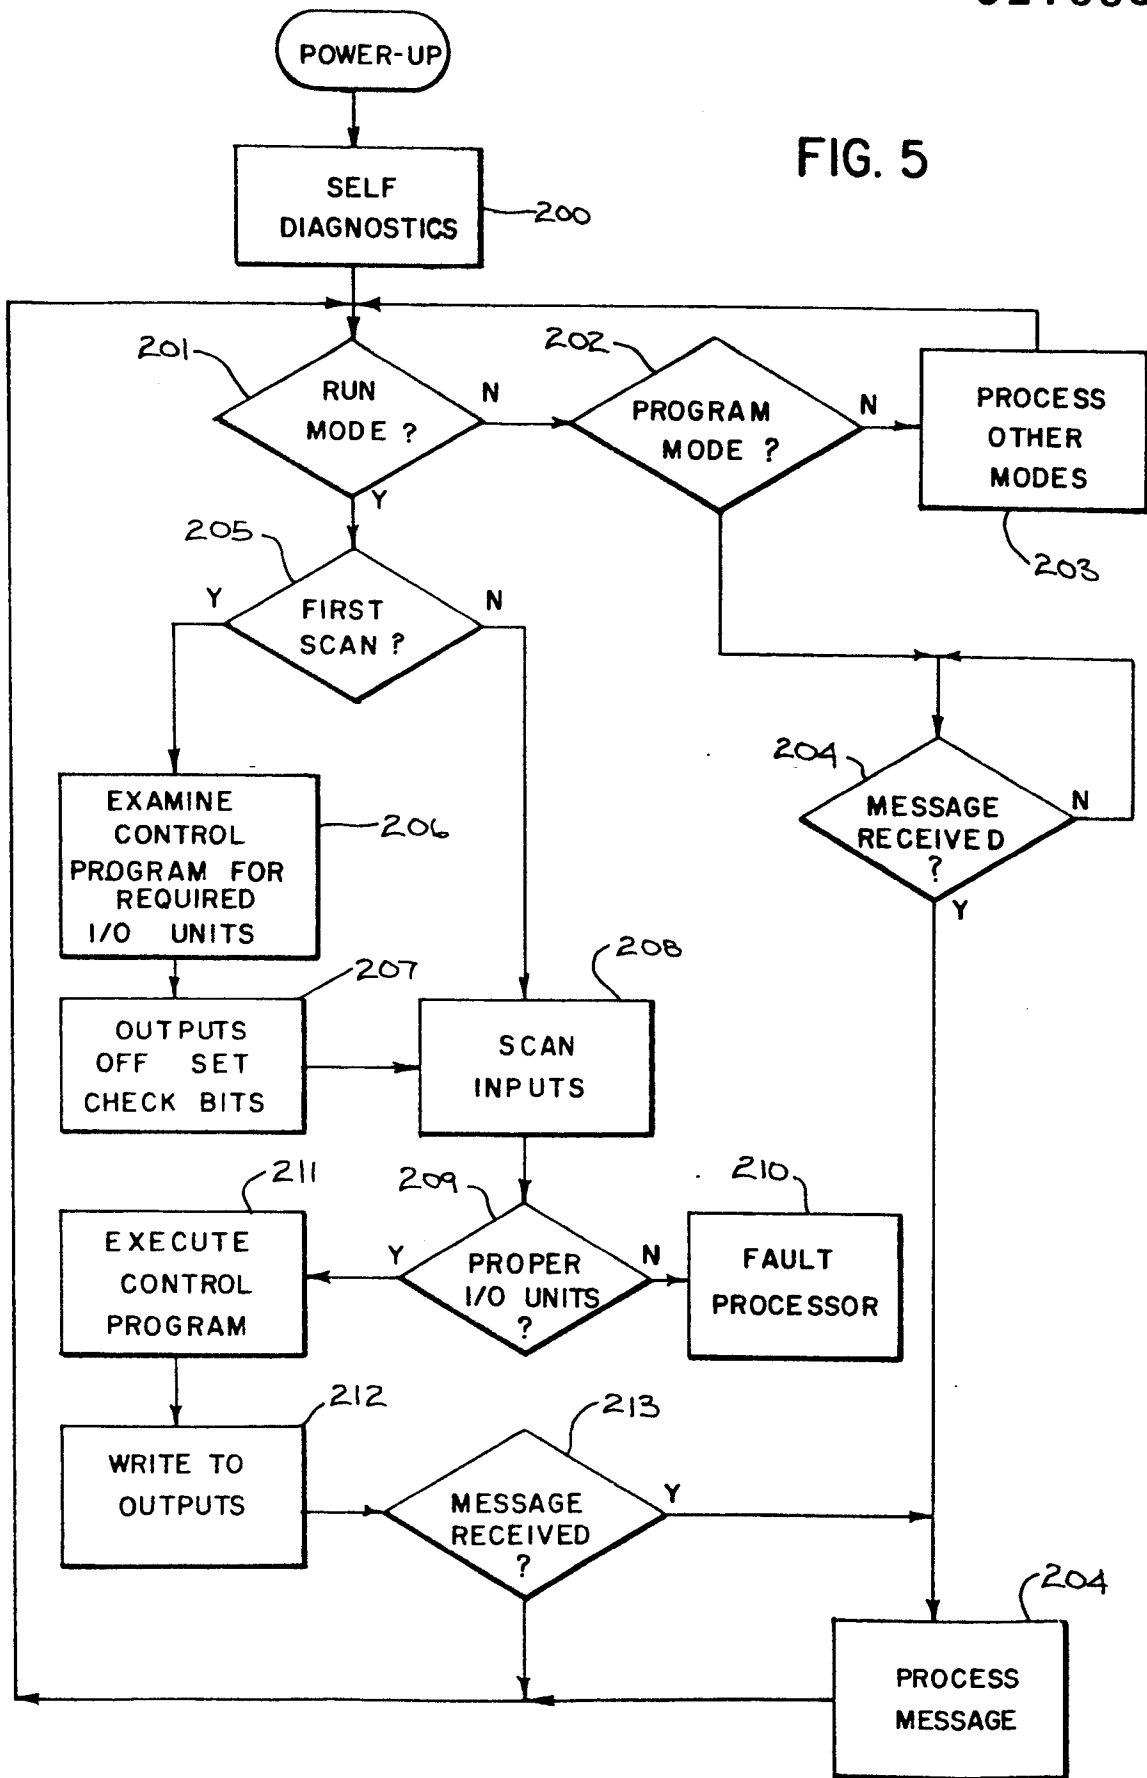 POWER-UP
FIG. 5
SELF
DIAGNOSTICS
200
201
RUN
MODE ?
N
Y
202
PROGRAM
MODE ?
N
PROCESS
OTHER
MODES
203
205
Y
FIRST
SCAN ?
N
204
MESSAGE
RECEIVED
?
N
Y
EXAMINE
CONTROL
PROGRAM FOR
REQUIRED
I/O UNITS
206
207
OUTPUTS
OFF SET
CHECK BITS
208
SCAN
INPUTS
211
EXECUTE
CONTROL
PROGRAM
209
Y
PROPER
I/O UNITS
?
N
210
FAULT
PROCESSOR
212
WRITE TO
OUTPUTS
213
MESSAGE
RECEIVED
?
Y
204
PROCESS
MESSAGE